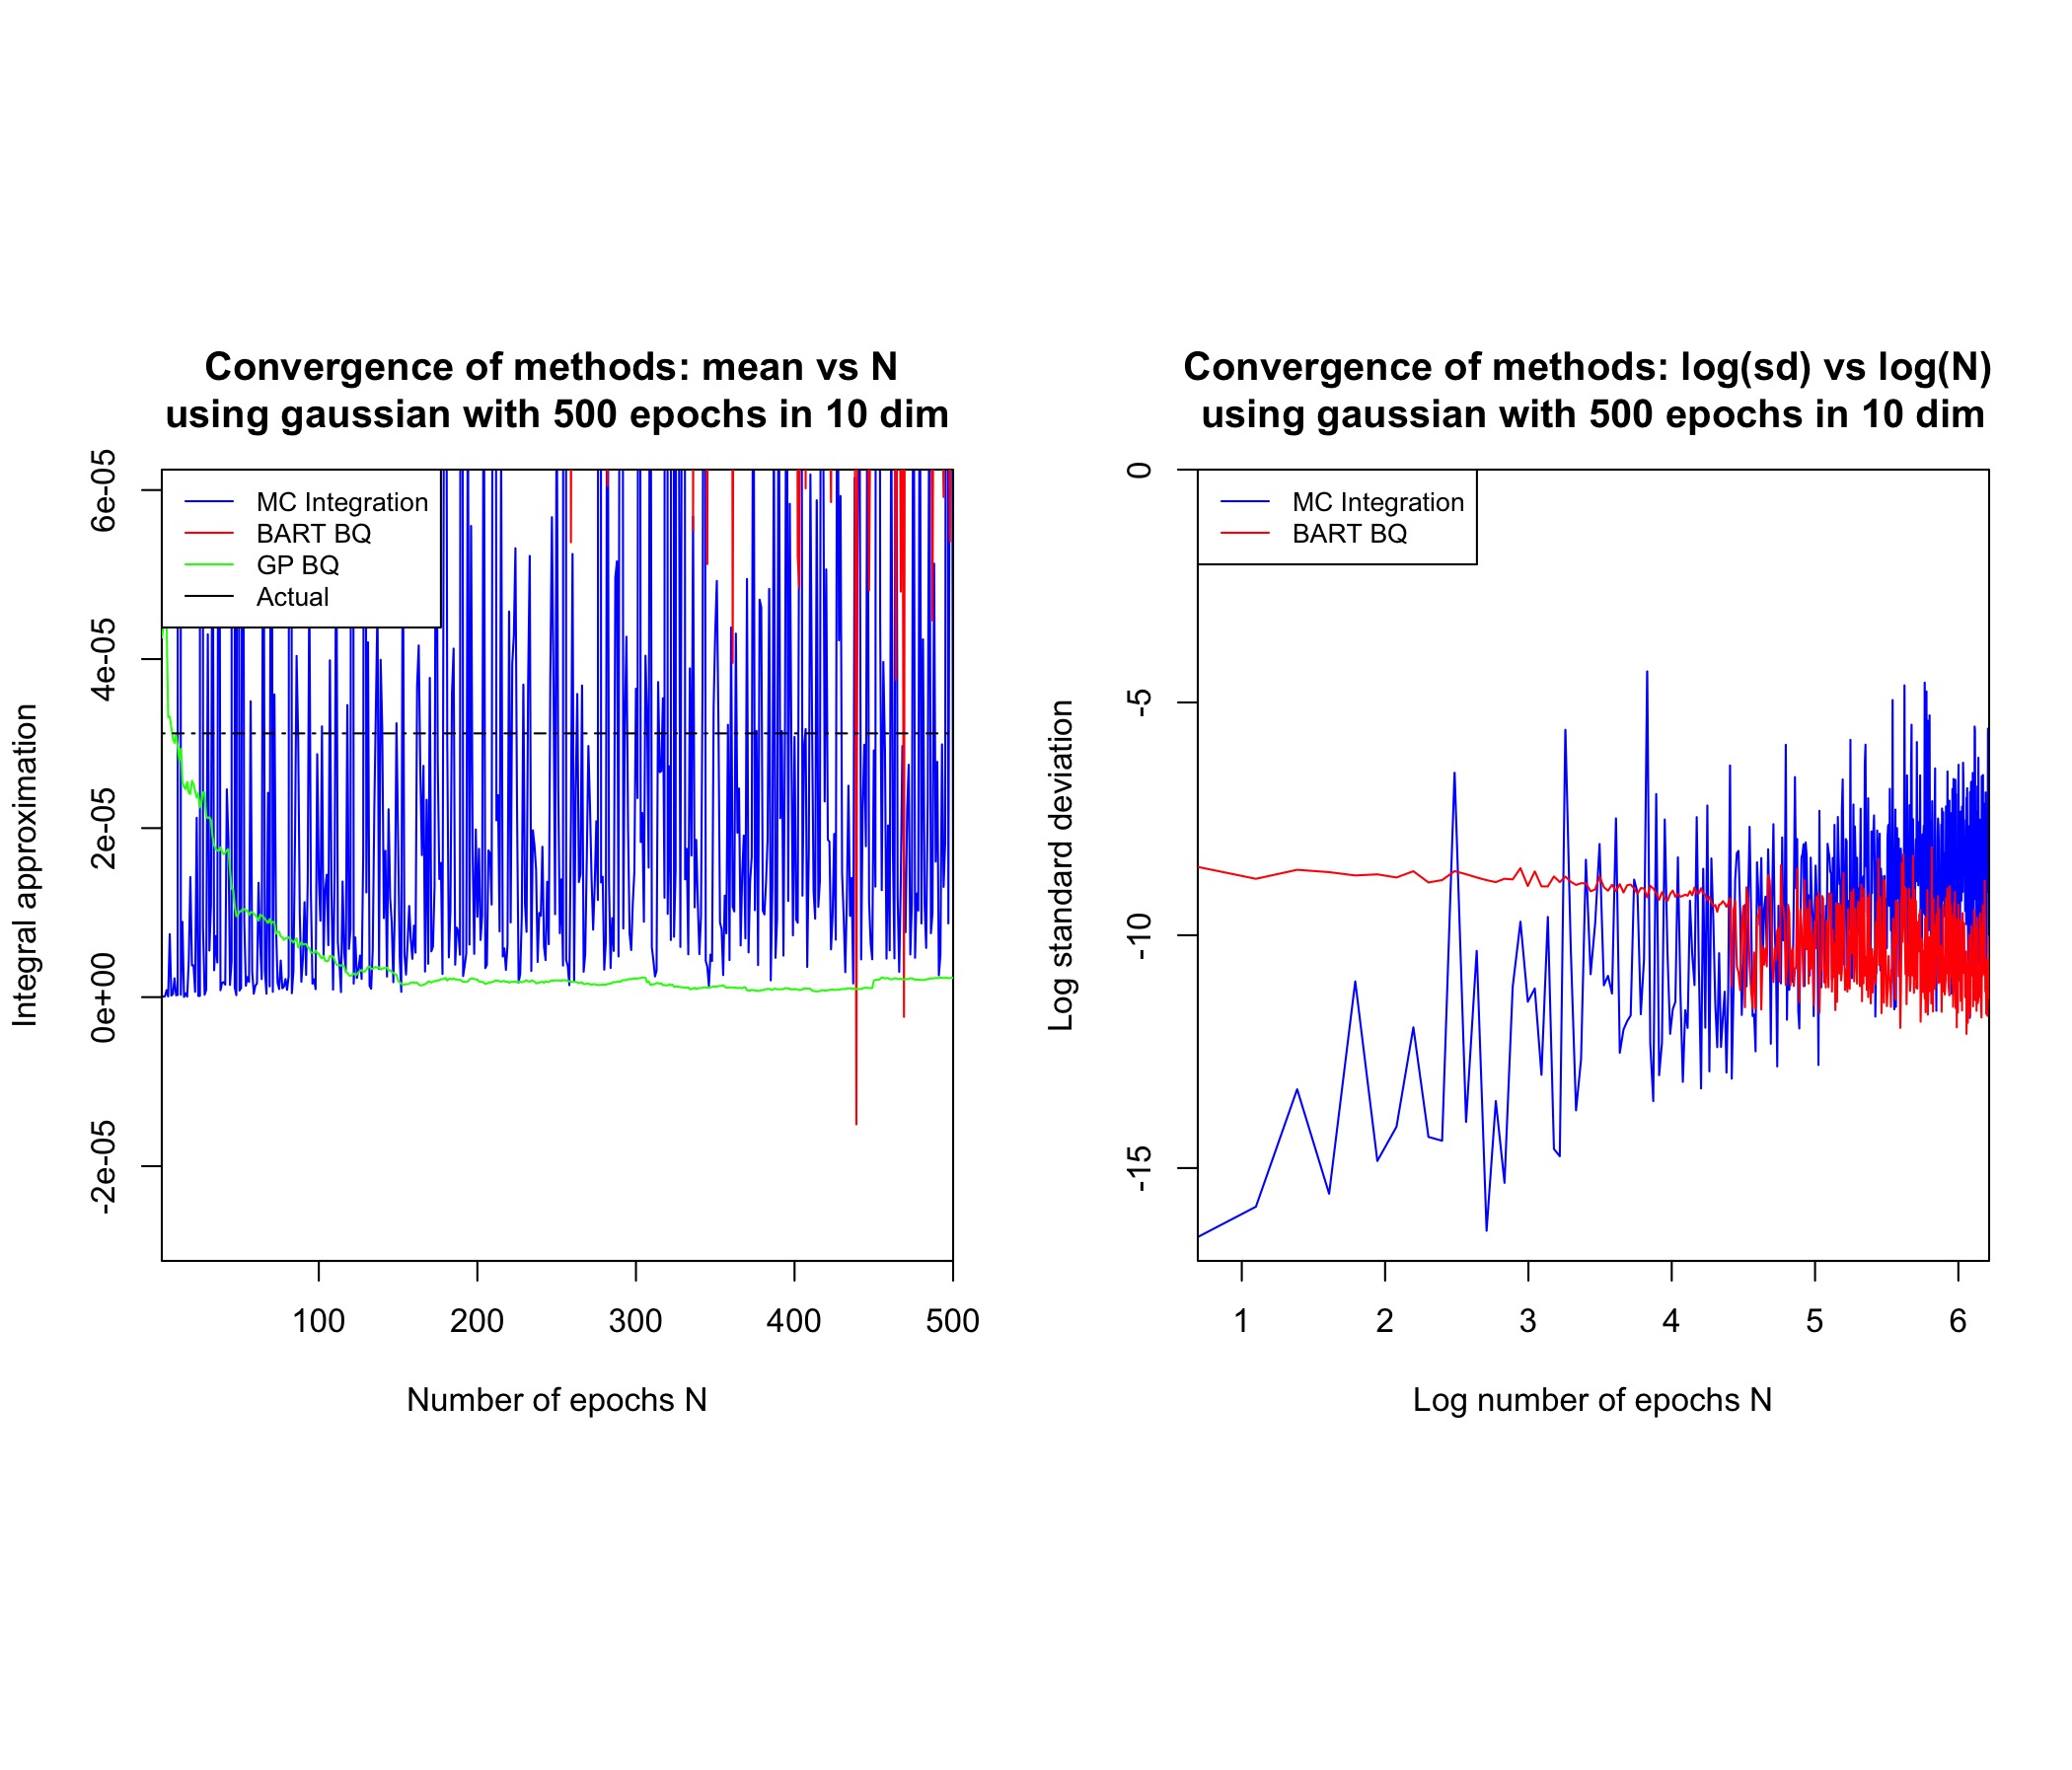 Convergence of methods: mean vs N
using gaussian with 500 epochs in 10 dim
MC Integration
BART BQ
GP BQ
Actual
Integral approximation
6e-05
4e-05
2e-05
0e+00
-2e-05
100 200 300 400 500
Number of epochs N
Convergence of methods: log(sd) vs log(N)
using gaussian with 500 epochs in 10 dim
MC Integration
BART BQ
Log standard deviation
0
-5
-10
-15
1 2 3 4 5 6
Log number of epochs N